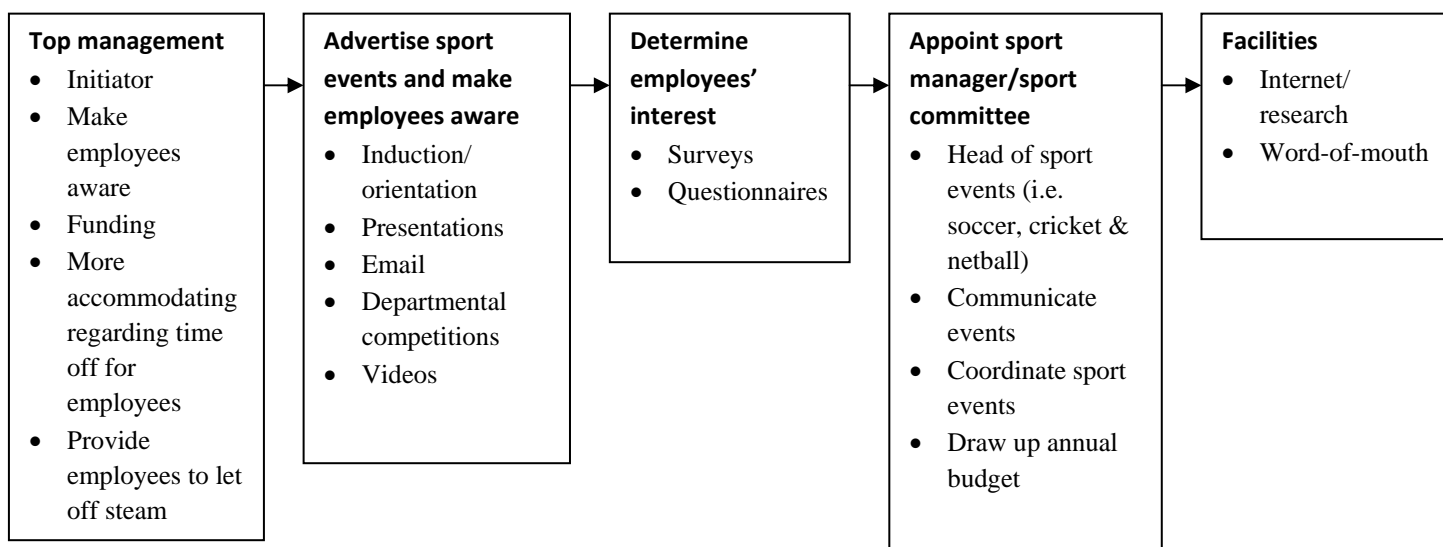 Top management
• Initiator
• Make
employees
aware
• Funding
• More
accommodating
regarding time
off for
employees
• Provide
employees to let
off steam
Advertise sport
events and make
employees aware
• Induction/
orientation
• Presentations
• Email
• Departmental
competitions
• Videos
Determine
employees’
interest
• Surveys
• Questionnaires
Appoint sport
manager/sport
committee
• Head of sport
events (i.e.
soccer, cricket &
netball)
• Communicate
events
• Coordinate sport
events
• Draw up annual
budget
Facilities
• Internet/
research
• Word-of-mouth